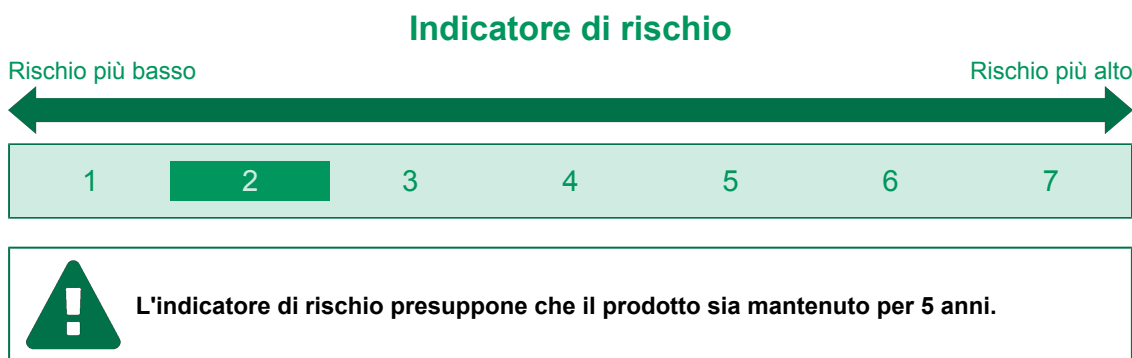 Indicatore di rischio
Rischio più basso Rischio più alto
1 2 3 4 5 6 7
L'indicatore di rischio presuppone che il prodotto sia mantenuto per 5 anni.